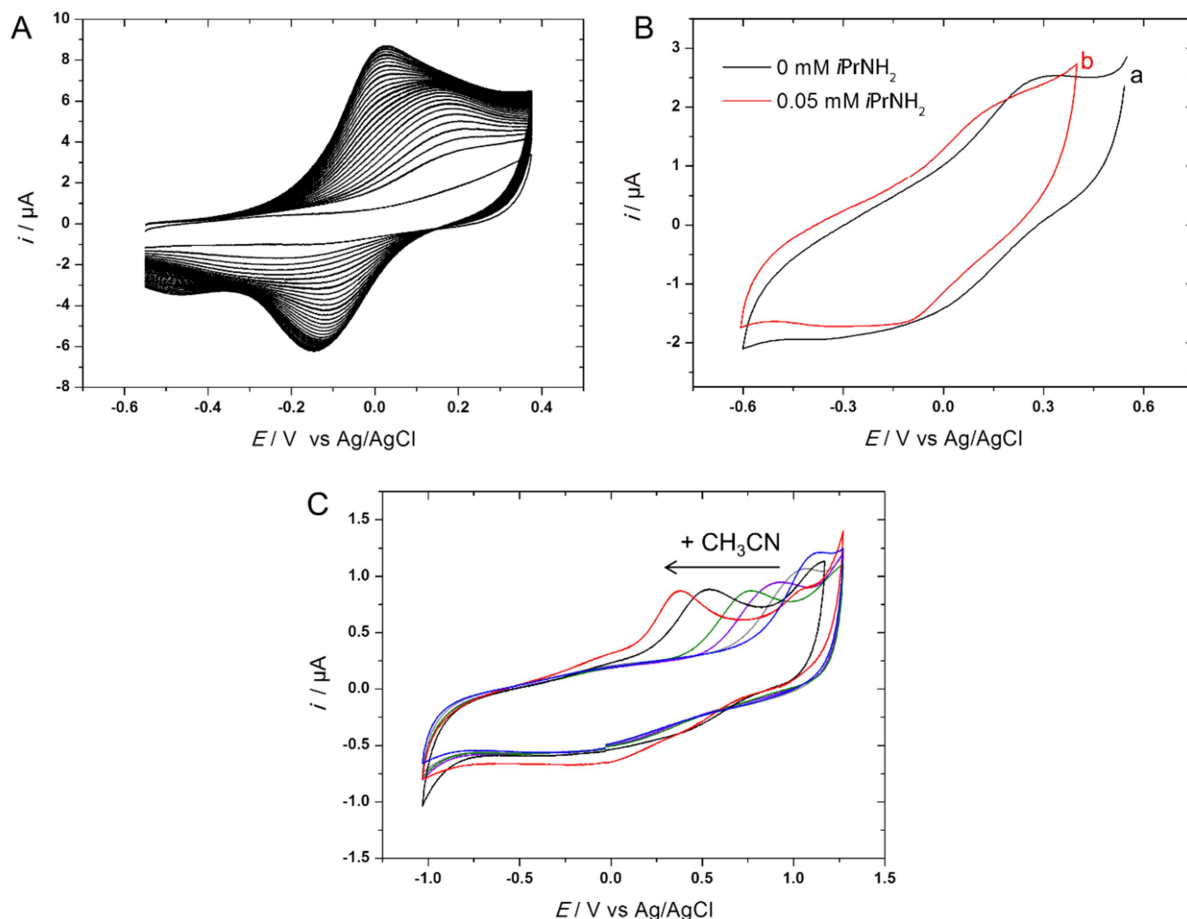 A
10
8
6
4
2
0
-2
-4
-6
-8
i / µA
-0.6
-0.4
-0.2
0.0
0.2
0.4
E / V vs Ag/AgCl
B
3
2
1
0
-1
-2
i / µA
0 mM iPrNH₂
0.05 mM iPrNH₂
b
a
-0.6
-0.3
0.0
0.3
0.6
E / V vs Ag/AgCl
C
1.5
1.0
0.5
0.0
-0.5
-1.0
-1.5
i / µA
+ CH₃CN
-1.0
-0.5
0.0
0.5
1.0
1.5
E / V vs Ag/AgCl